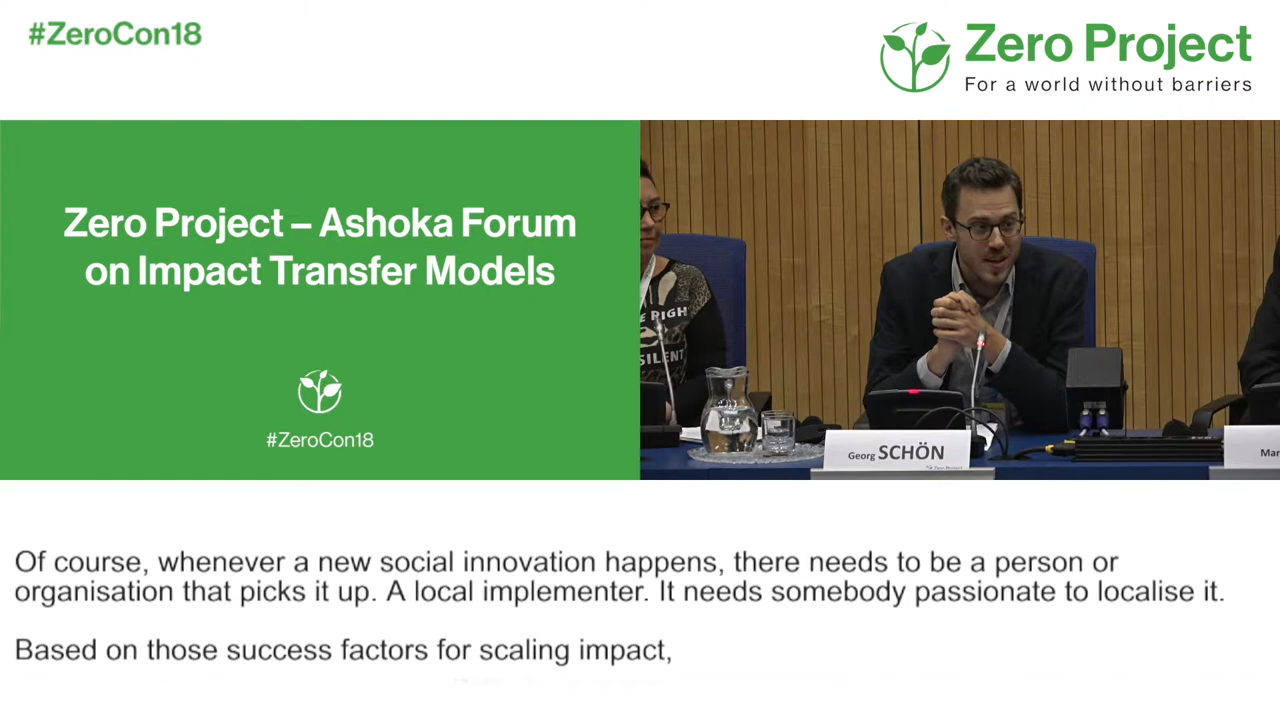 #ZeroCon18
Zero Project
For a world without barriers
Zero Project – Ashoka Forum
on Impact Transfer Models
#ZeroCon18
SILENT
Georg SCHÖN
Of course, whenever a new social innovation happens, there needs to be a person or
organisation that picks it up. A local implementer. It needs somebody passionate to localise it.
Based on those success factors for scaling impact,